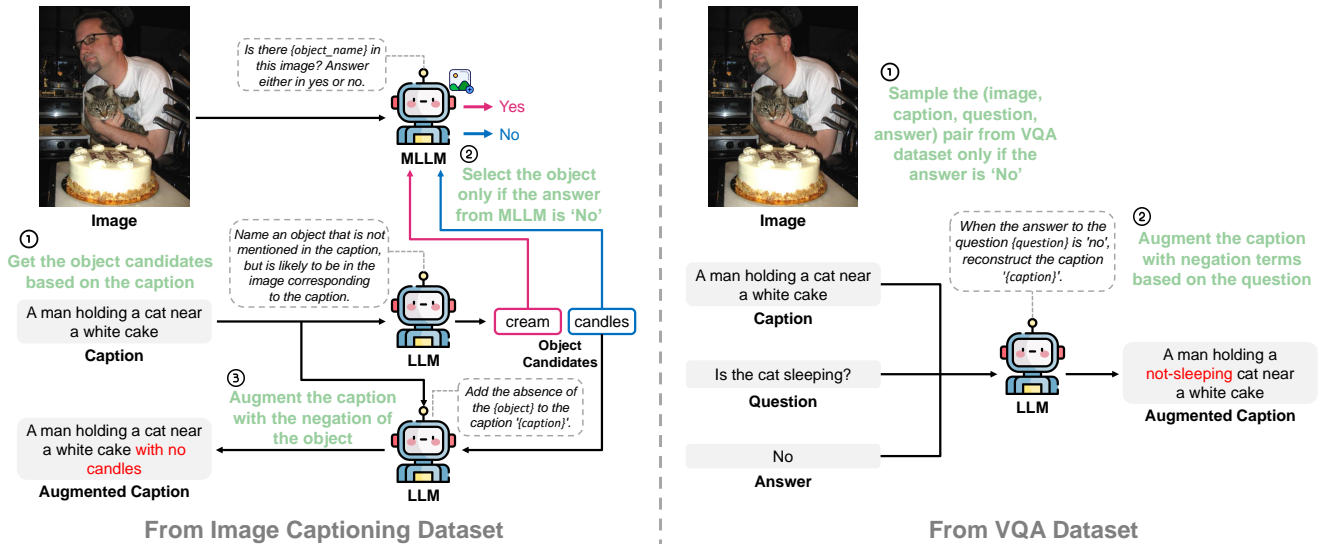 Is there {object_name} in
this image? Answer
either in yes or no.
Yes
No
MLLM
Image
②
Select the object
only if the answer
from MLLM is ‘No’
①
Get the object candidates
based on the caption
Name an object that is not
mentioned in the caption,
but is likely to be in the
image corresponding
to the caption.
A man holding a cat near
a white cake
Caption
LLM
cream
candles
Object
Candidates
③
Augment the caption
with the negation of
the object
Add the absence of
the {object} to the
caption '{caption}'.
A man holding a cat near
a white cake with no
candles
Augmented Caption
LLM
From Image Captioning Dataset
Image
①
Sample the (image,
caption, question,
answer) pair from VQA
dataset only if the
answer is ‘No’
When the answer to the
question {question} is 'no',
reconstruct the caption
'{caption}'.
②
Augment the caption
with negation terms
based on the question
A man holding a cat near
a white cake
Caption
Is the cat sleeping?
Question
No
Answer
LLM
A man holding a
not-sleeping cat near
a white cake
Augmented Caption
From VQA Dataset